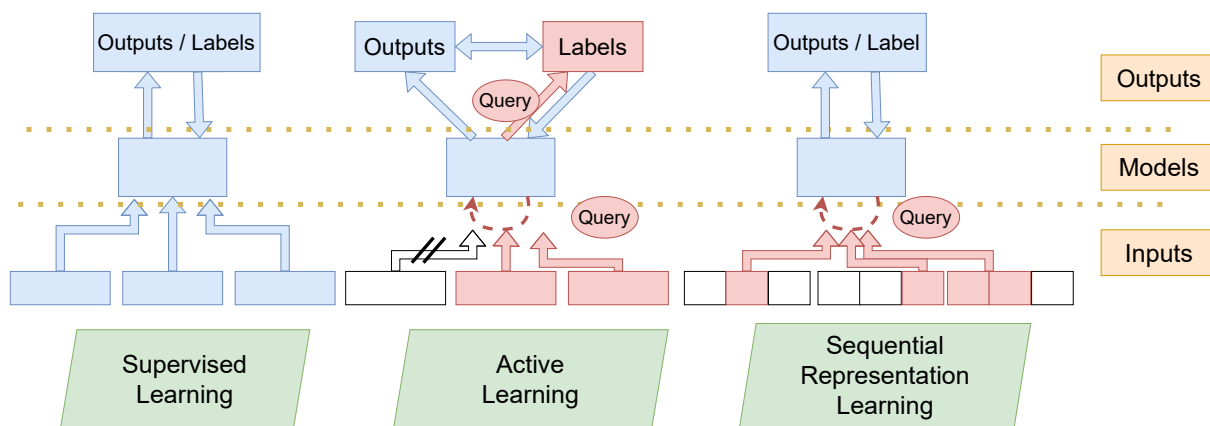 Outputs / Labels
Outputs
Labels
Outputs / Label
Outputs
Query
Models
Query
Query
Inputs
Supervised
Learning
Active
Learning
Sequential
Representation
Learning